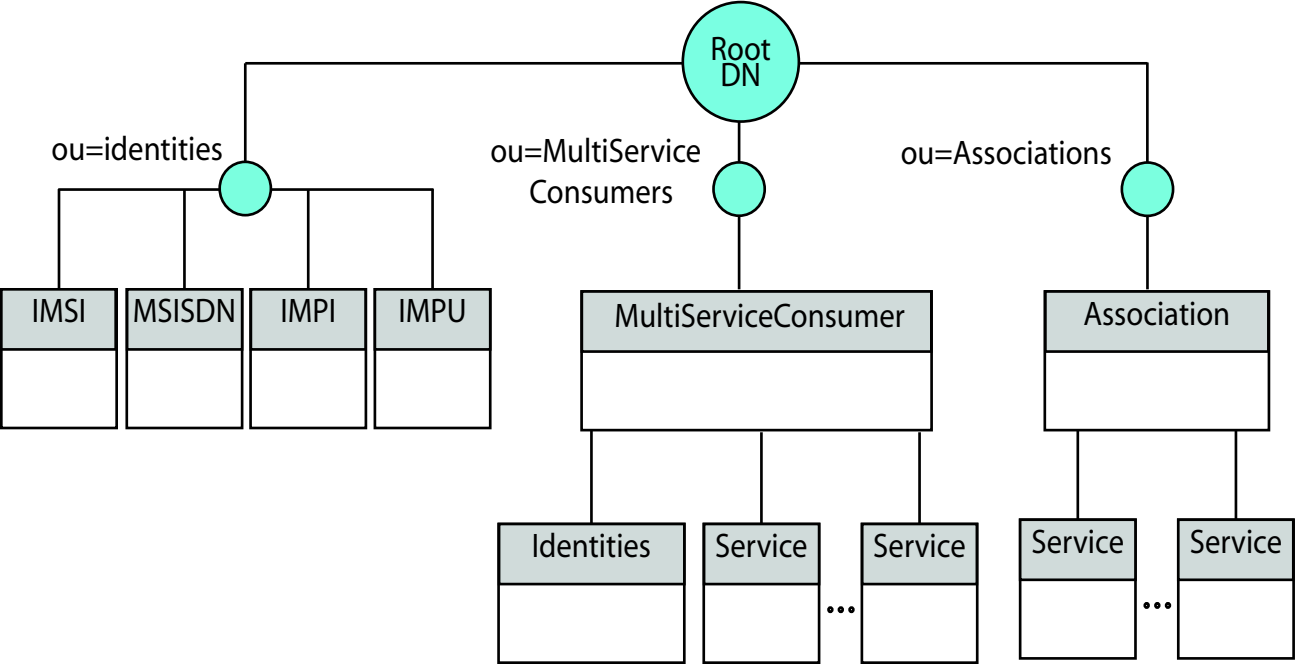 Root
DN
ou=identities
ou=MultiService
Consumers
ou=Associations
IMSI
MSISDN
IMPI
IMPU
MultiServiceConsumer
Association
Identities
Service
...
Service
Service
...
Service